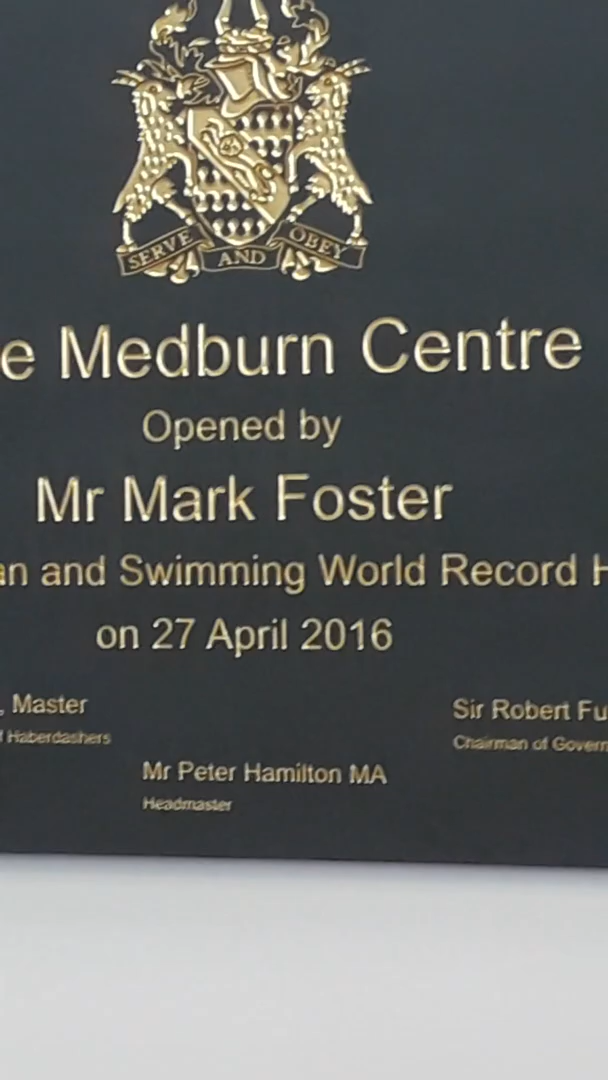 SERVE AND OBEY
e Medburn Centre
Opened by
Mr Mark Foster
an and Swimming World Record H
on 27 April 2016
, Master
f Haberdashers
Sir Robert Fu
Chairman of Govern
Mr Peter Hamilton MA
Headmaster